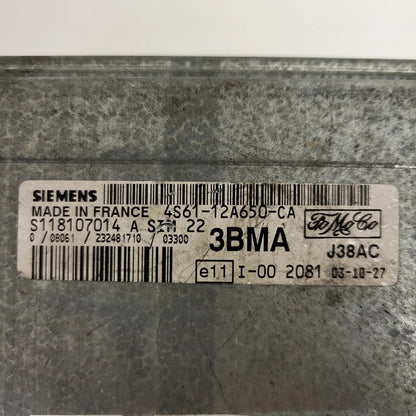 SIEMENS
MADE IN FRANCE 4S61-12A650-CA
S118107014 A SIM 22
FoMoCo
0 / 08061 / 232481710 / 03300
3BMA
J38AC
e11 I-00 2081 03-10-27